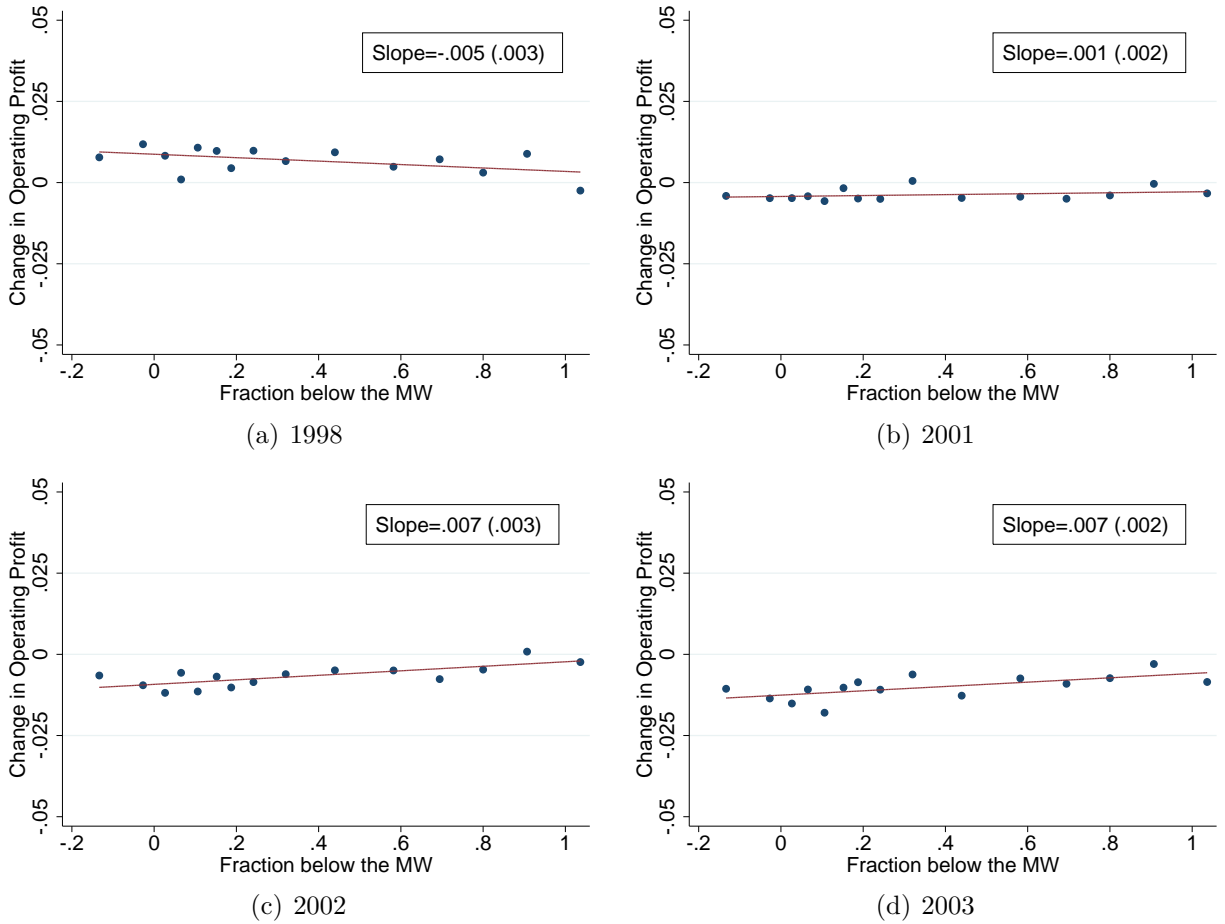 .05
.025
0
-.025
-.05
Change in Operating Profit
Slope=-.005 (.003)
-.2 0 .2 .4 .6 .8 1
Fraction below the MW
(a) 1998
.05
.025
0
-.025
-.05
Change in Operating Profit
Slope=.001 (.002)
-.2 0 .2 .4 .6 .8 1
Fraction below the MW
(b) 2001
.05
.025
0
-.025
-.05
Change in Operating Profit
Slope=.007 (.003)
-.2 0 .2 .4 .6 .8 1
Fraction below the MW
(c) 2002
.05
.025
0
-.025
-.05
Change in Operating Profit
Slope=.007 (.002)
-.2 0 .2 .4 .6 .8 1
Fraction below the MW
(d) 2003